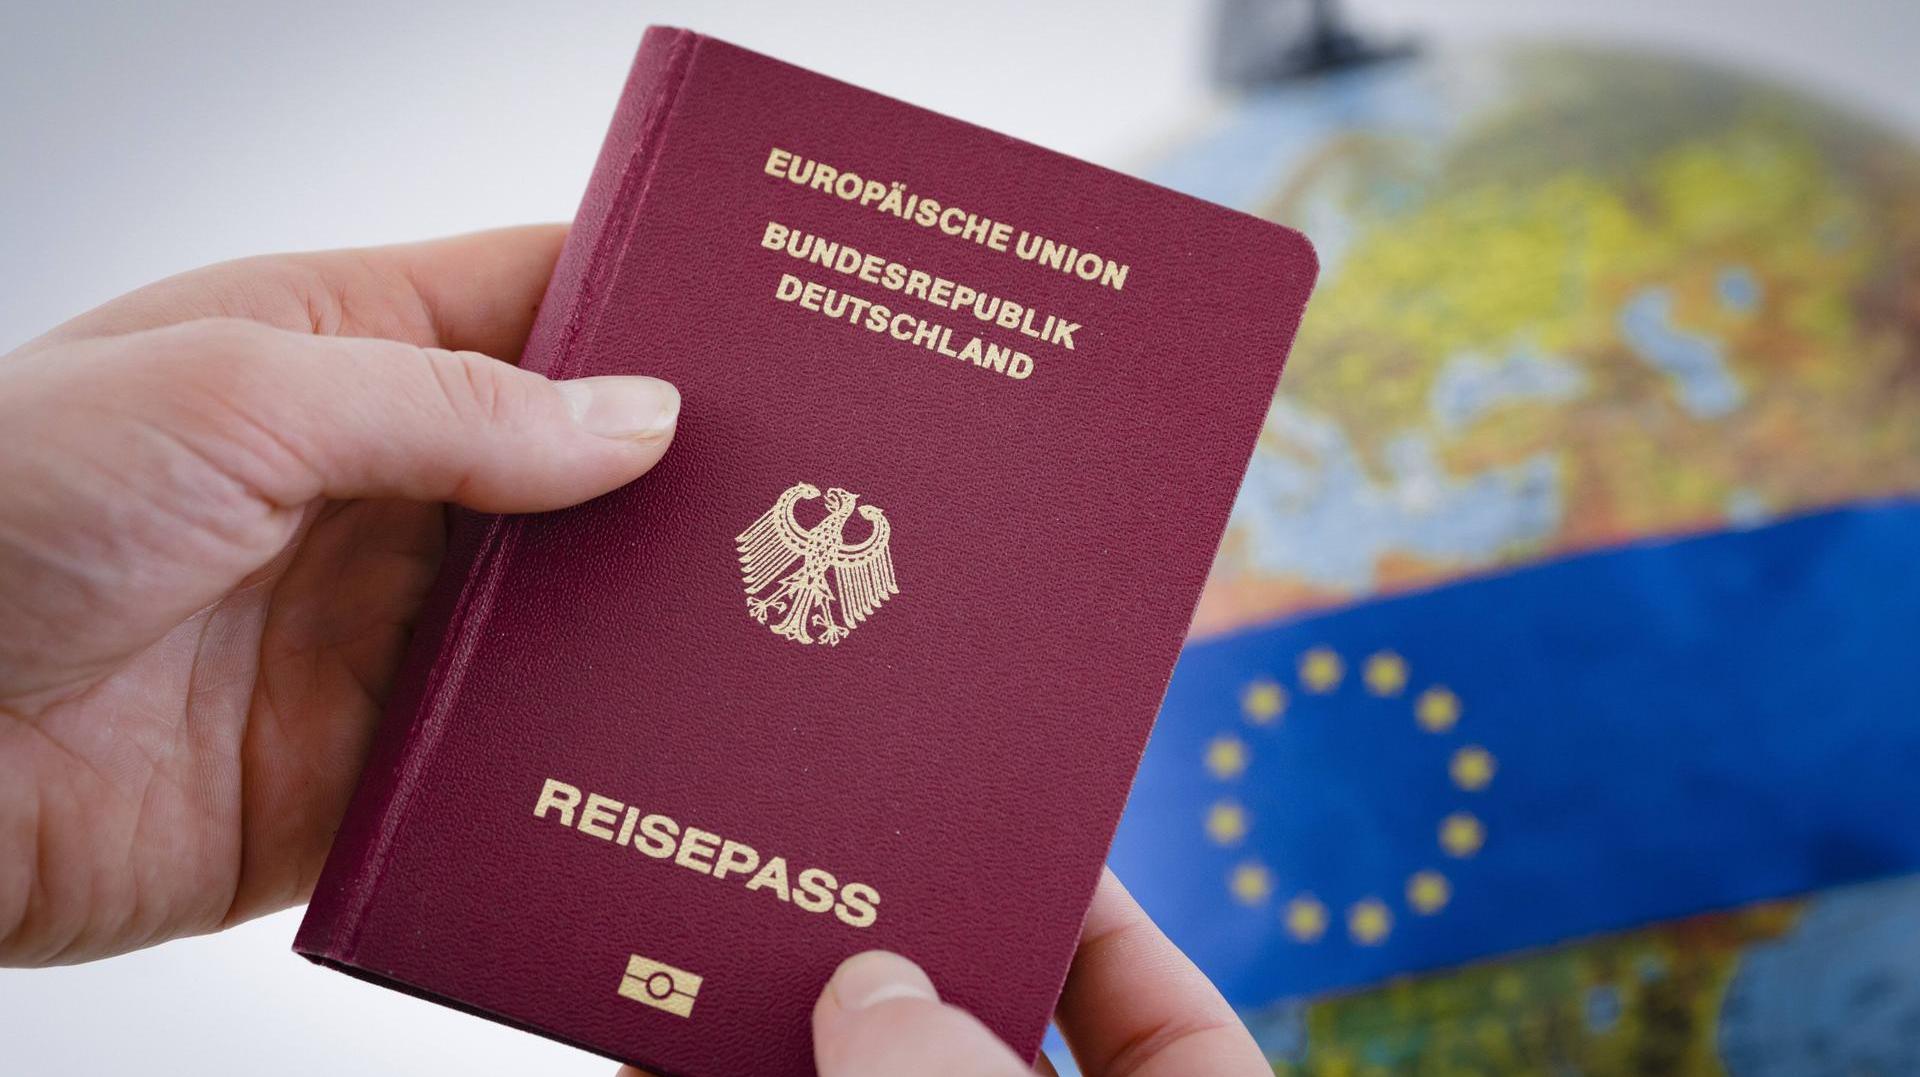 EUROPÄISCHE UNION
BUNDESREPUBLIK
DEUTSCHLAND
REISEPASS